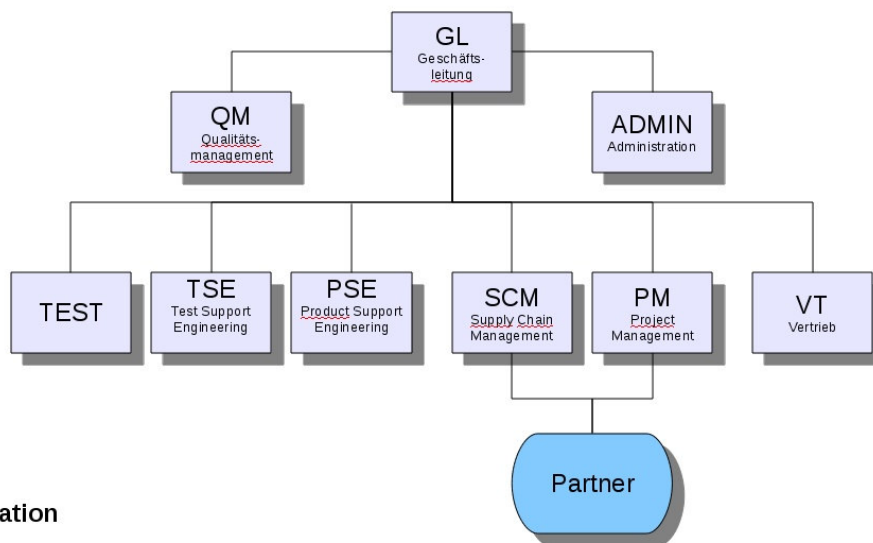 GL
Geschäfts-
leitung
QM
Qualitäts-
management
ADMIN
Administration
TEST
TSE
Test Support
Engineering
PSE
Product Support
Engineering
SCM
Supply Chain
Management
PM
Project
Management
VT
Vertrieb
Partner
ation